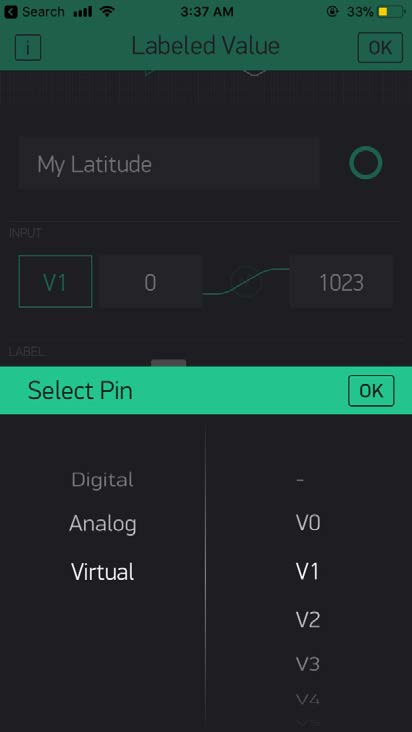 Search 3:37 AM 33%
i Labeled Value OK
My Latitude
INPUT
V1 0 1023
LABEL
Select Pin OK
Digital -
Analog V0
Virtual V1
V2
V3
V4